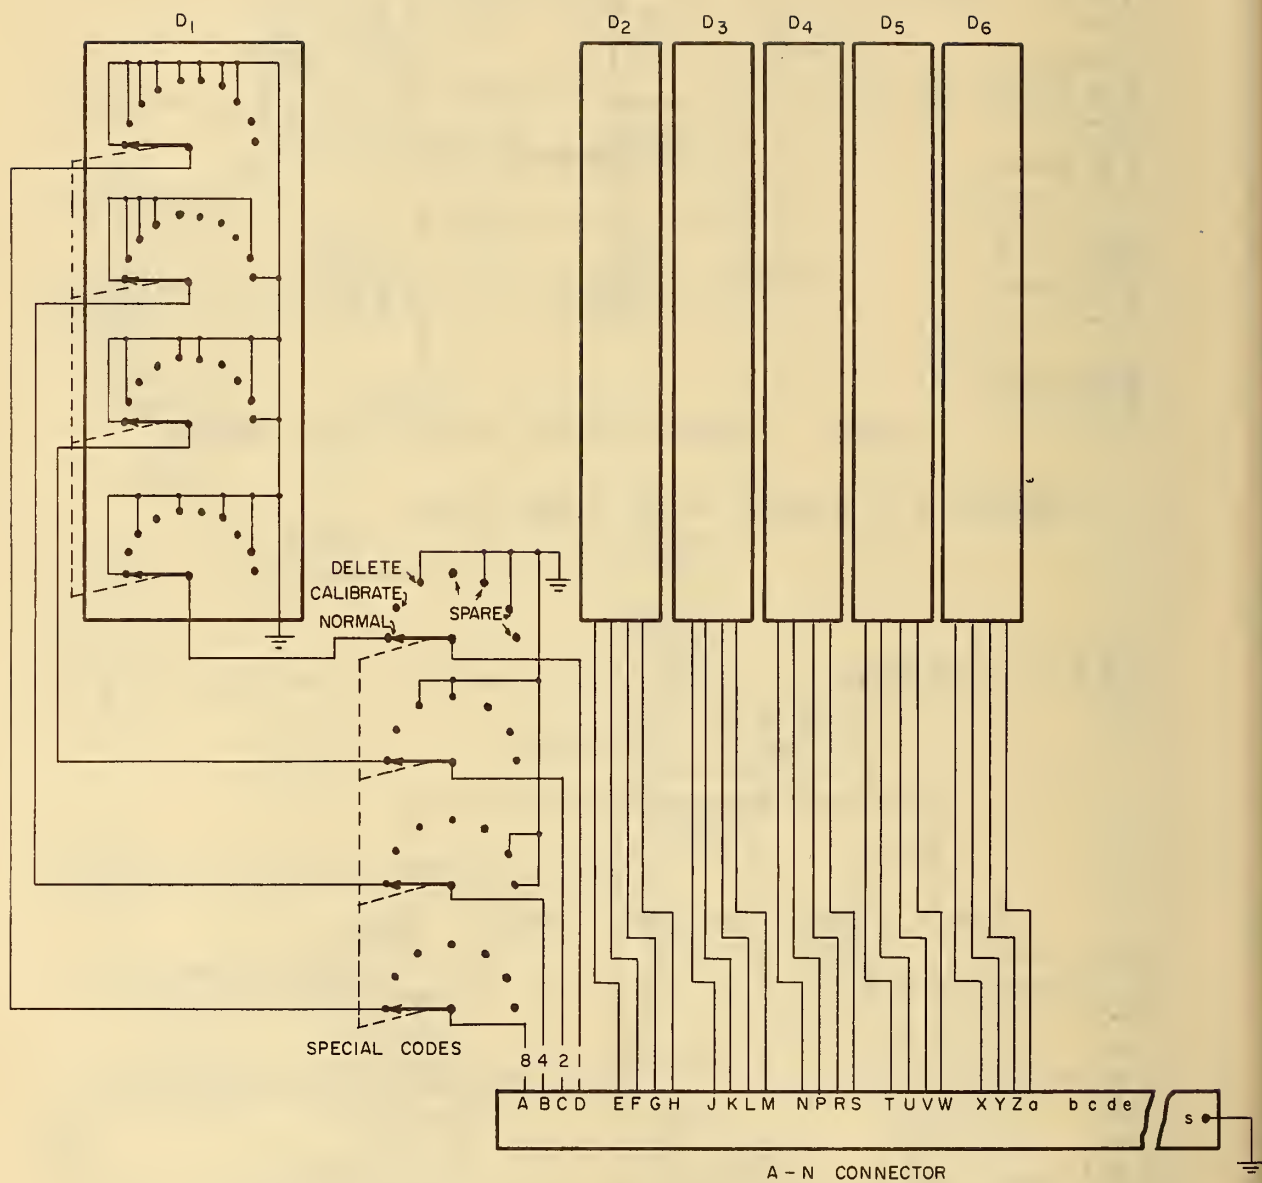 D1 D2 D3 D4 D5 D6
DELETE
CALIBRATE
NORMAL
SPARE
SPECIAL CODES
8 4 2 1
A B C D E F G H J K L M N P R S T U V W X Y Z a b c d e s
A-N CONNECTOR